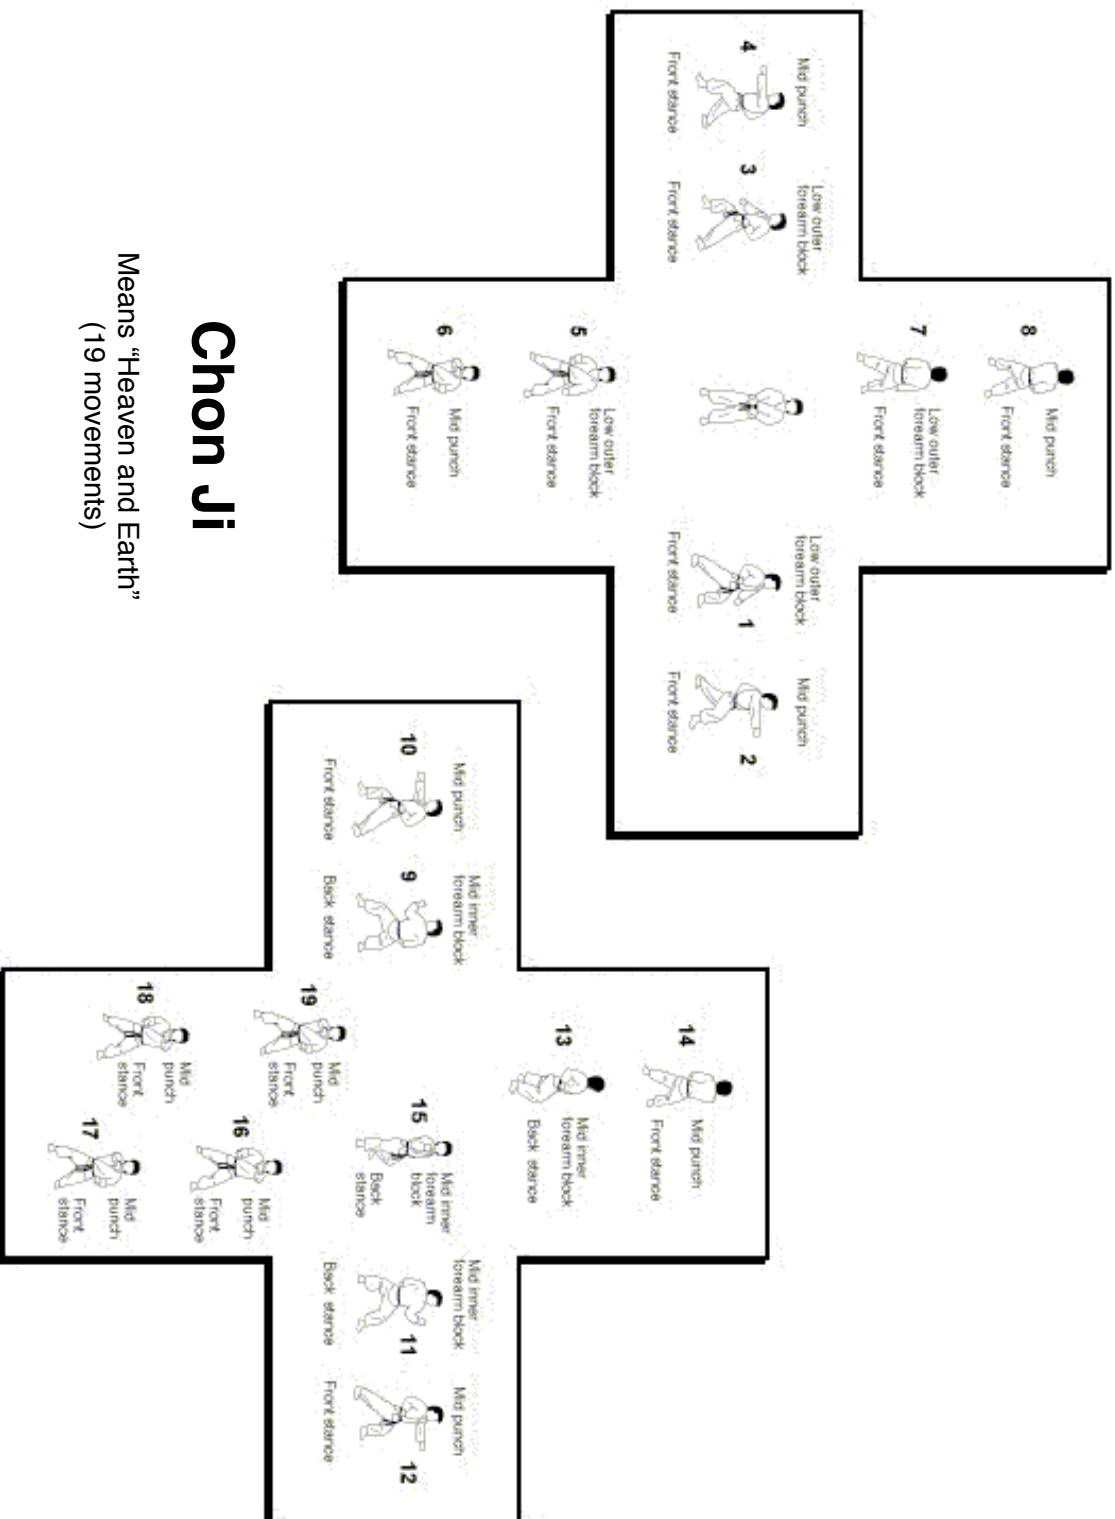 8
Mid punch
Front stance
7
Low outer
forearm block
Front stance
4
Mid punch
Front stance
3
Low outer
forearm block
Front stance
Low outer
forearm block
1
Front stance
Mid punch
2
Front stance
5
Low outer
forearm block
Front stance
6
Mid punch
Front stance
Chon Ji
Means “Heaven and Earth”
(19 movements)
14
Mid punch
Front stance
13
Mid inner
forearm block
Back stance
10
Mid punch
Front stance
9
Mid inner
forearm block
Back stance
15
Mid inner
forearm
block
Back
stance
Mid inner
forearm block
11
Back stance
Mid punch
12
Front stance
19
Mid
punch
Front
stance
16
Mid
punch
Front
stance
18
Mid
punch
Front
stance
17
Mid
punch
Front
stance